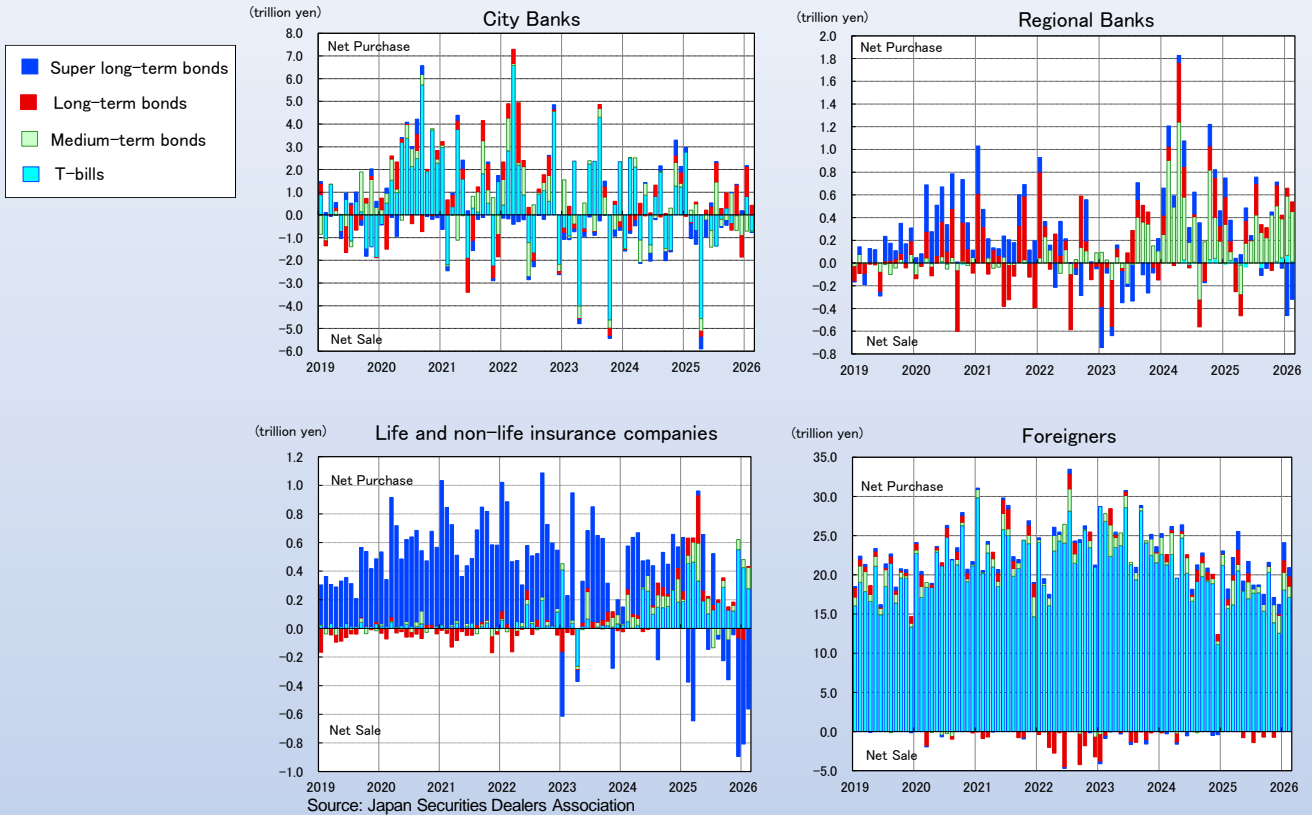 Super long-term bonds
Long-term bonds
Medium-term bonds
T-bills
(trillion yen)
City Banks
8.0
7.0
6.0
5.0
4.0
3.0
2.0
1.0
0.0
-1.0
-2.0
-3.0
-4.0
-5.0
-6.0
Net Purchase
Net Sale
2019 2020 2021 2022 2023 2024 2025 2026
(trillion yen)
Regional Banks
2.0
1.8
1.6
1.4
1.2
1.0
0.8
0.6
0.4
0.2
0.0
-0.2
-0.4
-0.6
-0.8
Net Purchase
Net Sale
2019 2020 2021 2022 2023 2024 2025 2026
(trillion yen)
Life and non-life insurance companies
1.2
1.0
0.8
0.6
0.4
0.2
0.0
-0.2
-0.4
-0.6
-0.8
-1.0
Net Purchase
Net Sale
2019 2020 2021 2022 2023 2024 2025 2026
(trillion yen)
Foreigners
35.0
30.0
25.0
20.0
15.0
10.0
5.0
0.0
-5.0
Net Purchase
Net Sale
2019 2020 2021 2022 2023 2024 2025 2026
Source: Japan Securities Dealers Association